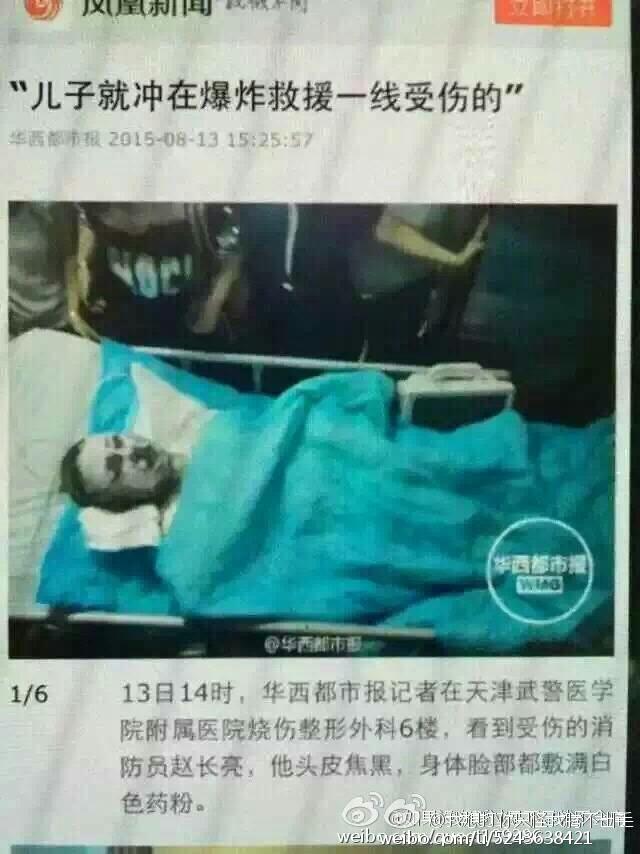 凤凰新闻
立即打开
“儿子就冲在爆炸救援一线受伤的”
华西都市报 2015-08-13 15:25:57
华西都市报
WMG
@华西都市报
1/6
13日14时，华西都市报记者在天津武警医学
院附属医院烧伤整形外科6楼，看到受伤的消
防员赵长亮，他头皮焦黑，身体脸部都敷满白
色药粉。